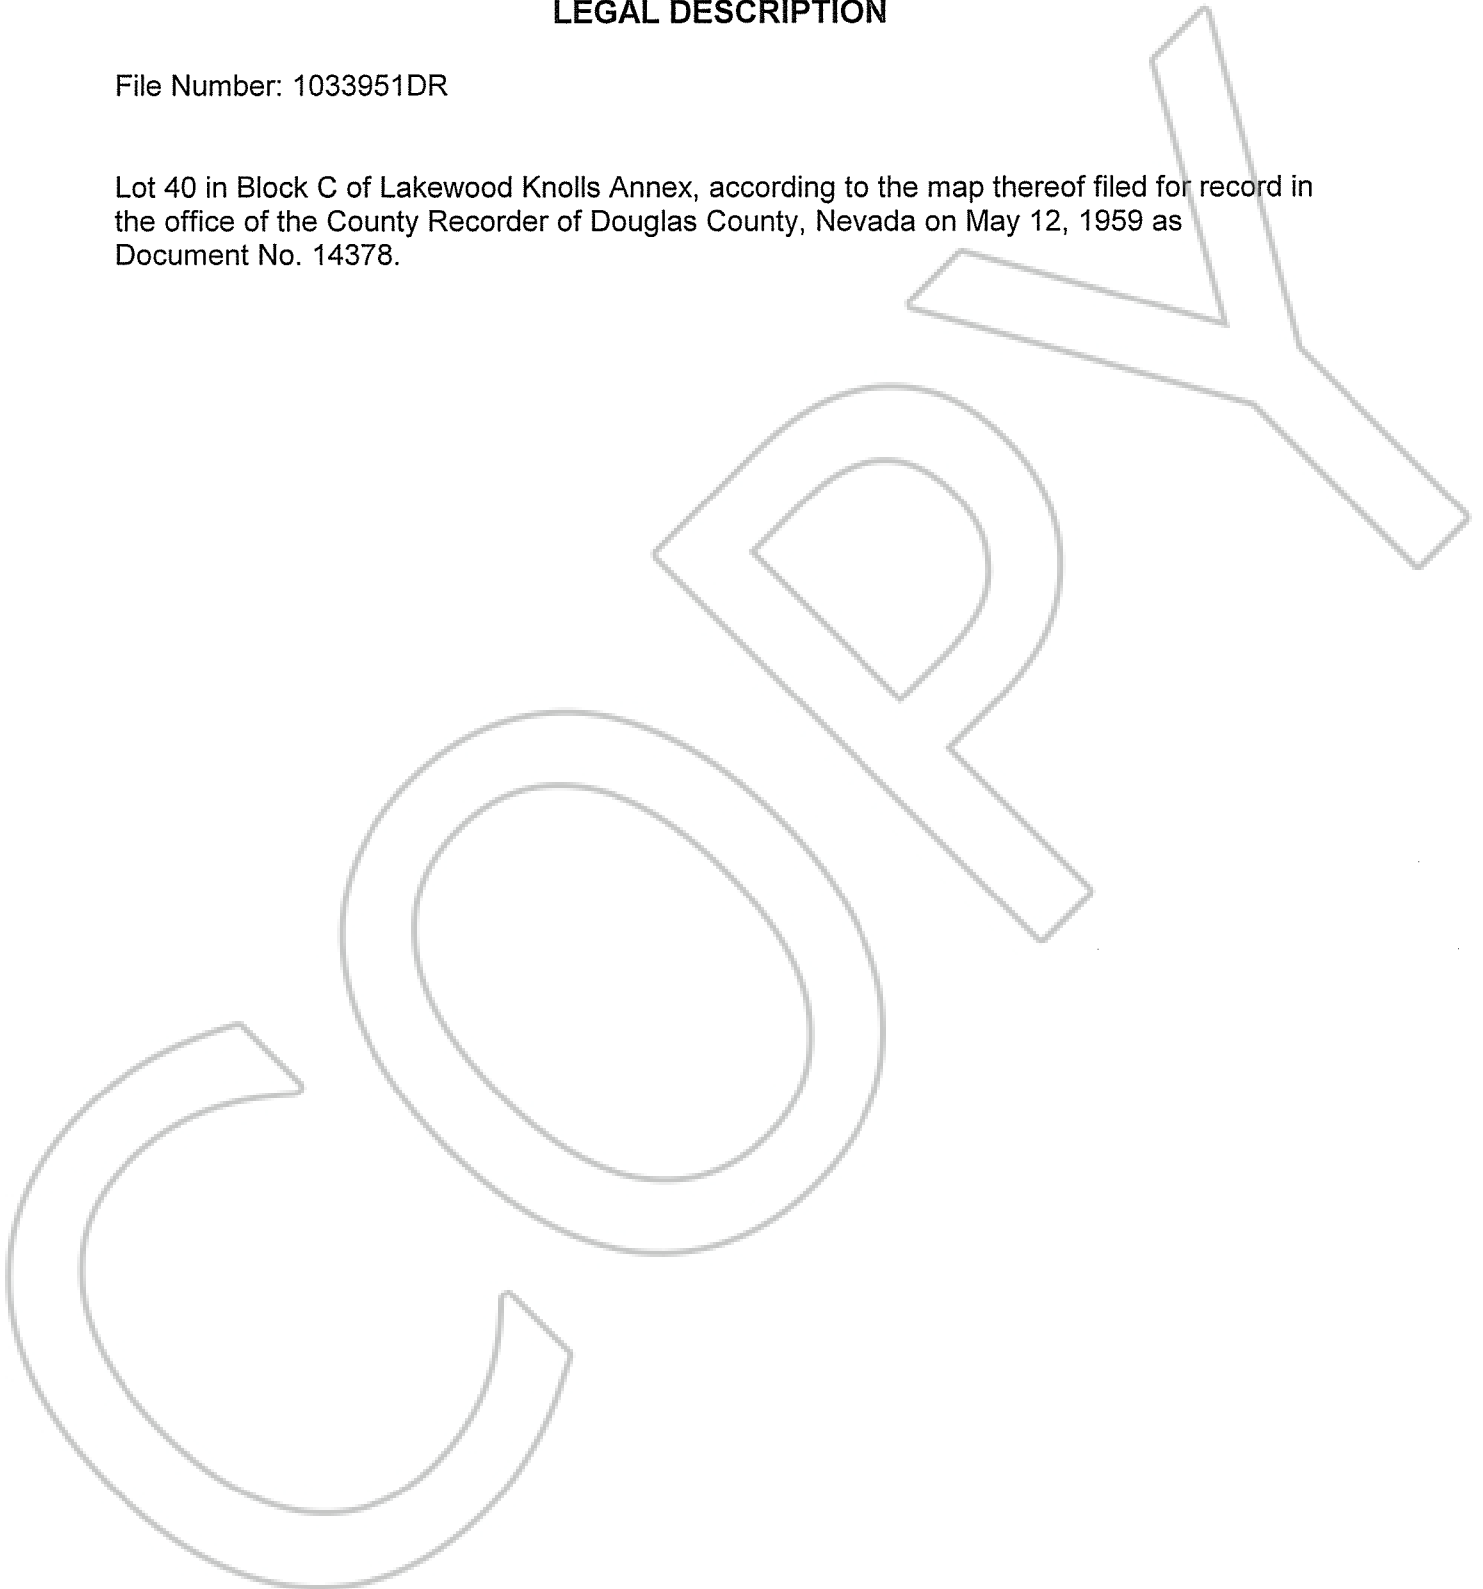 LEGAL DESCRIPTION
File Number: 1033951DR
Lot 40 in Block C of Lakewood Knolls Annex, according to the map thereof filed for record in
the office of the County Recorder of Douglas County, Nevada on May 12, 1959 as
Document No. 14378.
COPY